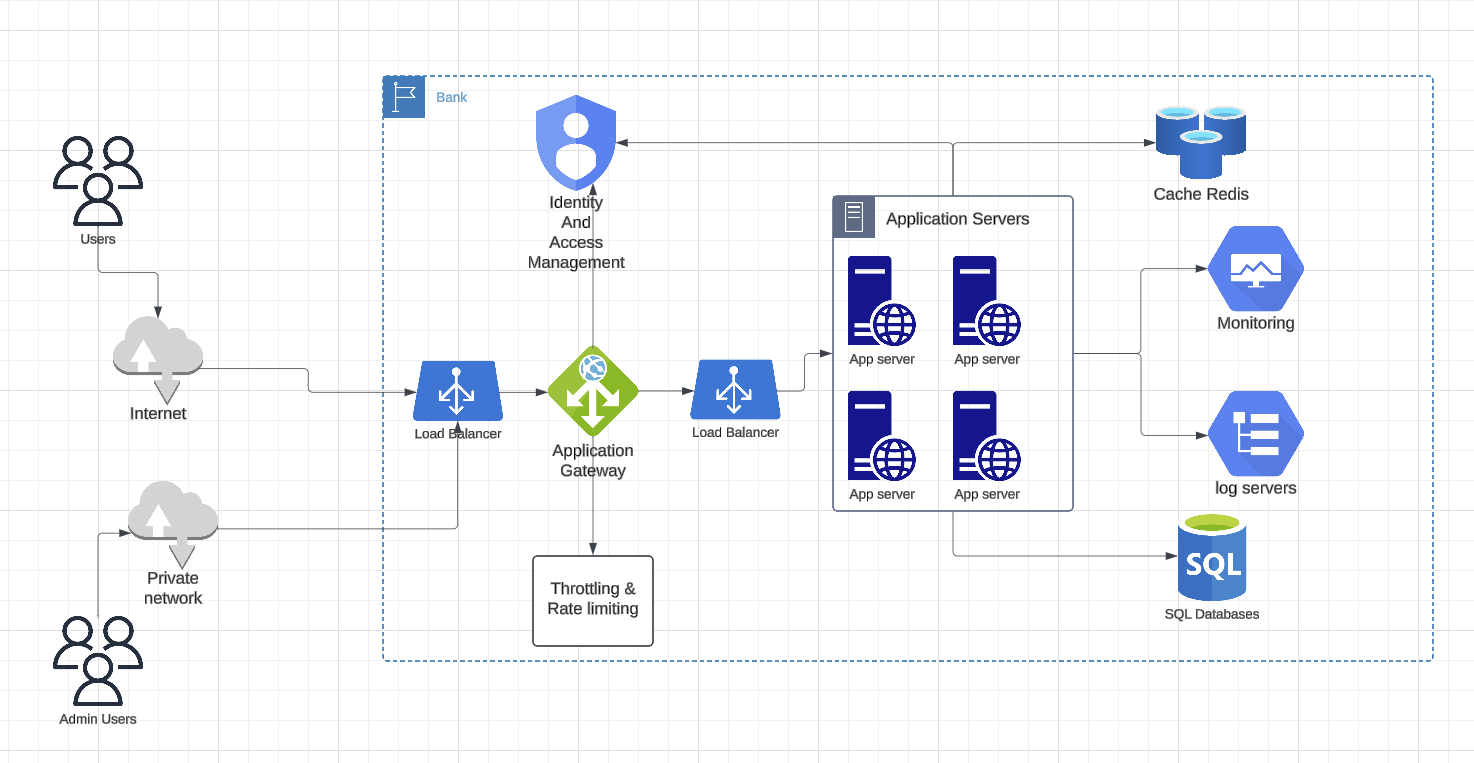 Bank
Users
Identity
And
Access
Management
Cache Redis
Application Servers
App server
App server
Monitoring
Internet
Load Balancer
Application
Gateway
Load Balancer
App server
App server
log servers
Private
network
Throttling &
Rate limiting
SQL
SQL Databases
Admin Users